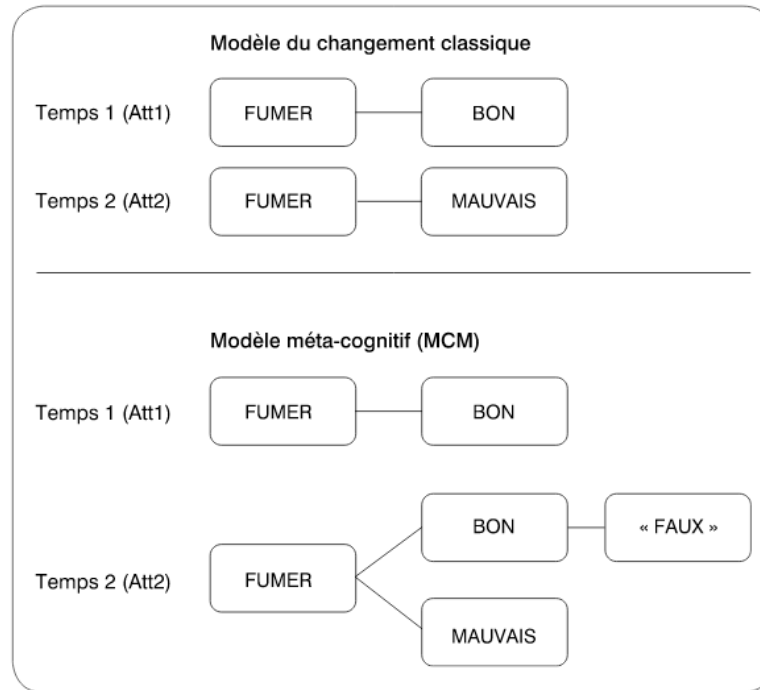 Modèle du changement classique
Temps 1 (Att1) FUMER BON
Temps 2 (Att2) FUMER MAUVAIS
Modèle méta-cognitif (MCM)
Temps 1 (Att1) FUMER BON
BON « FAUX »
Temps 2 (Att2) FUMER
MAUVAIS